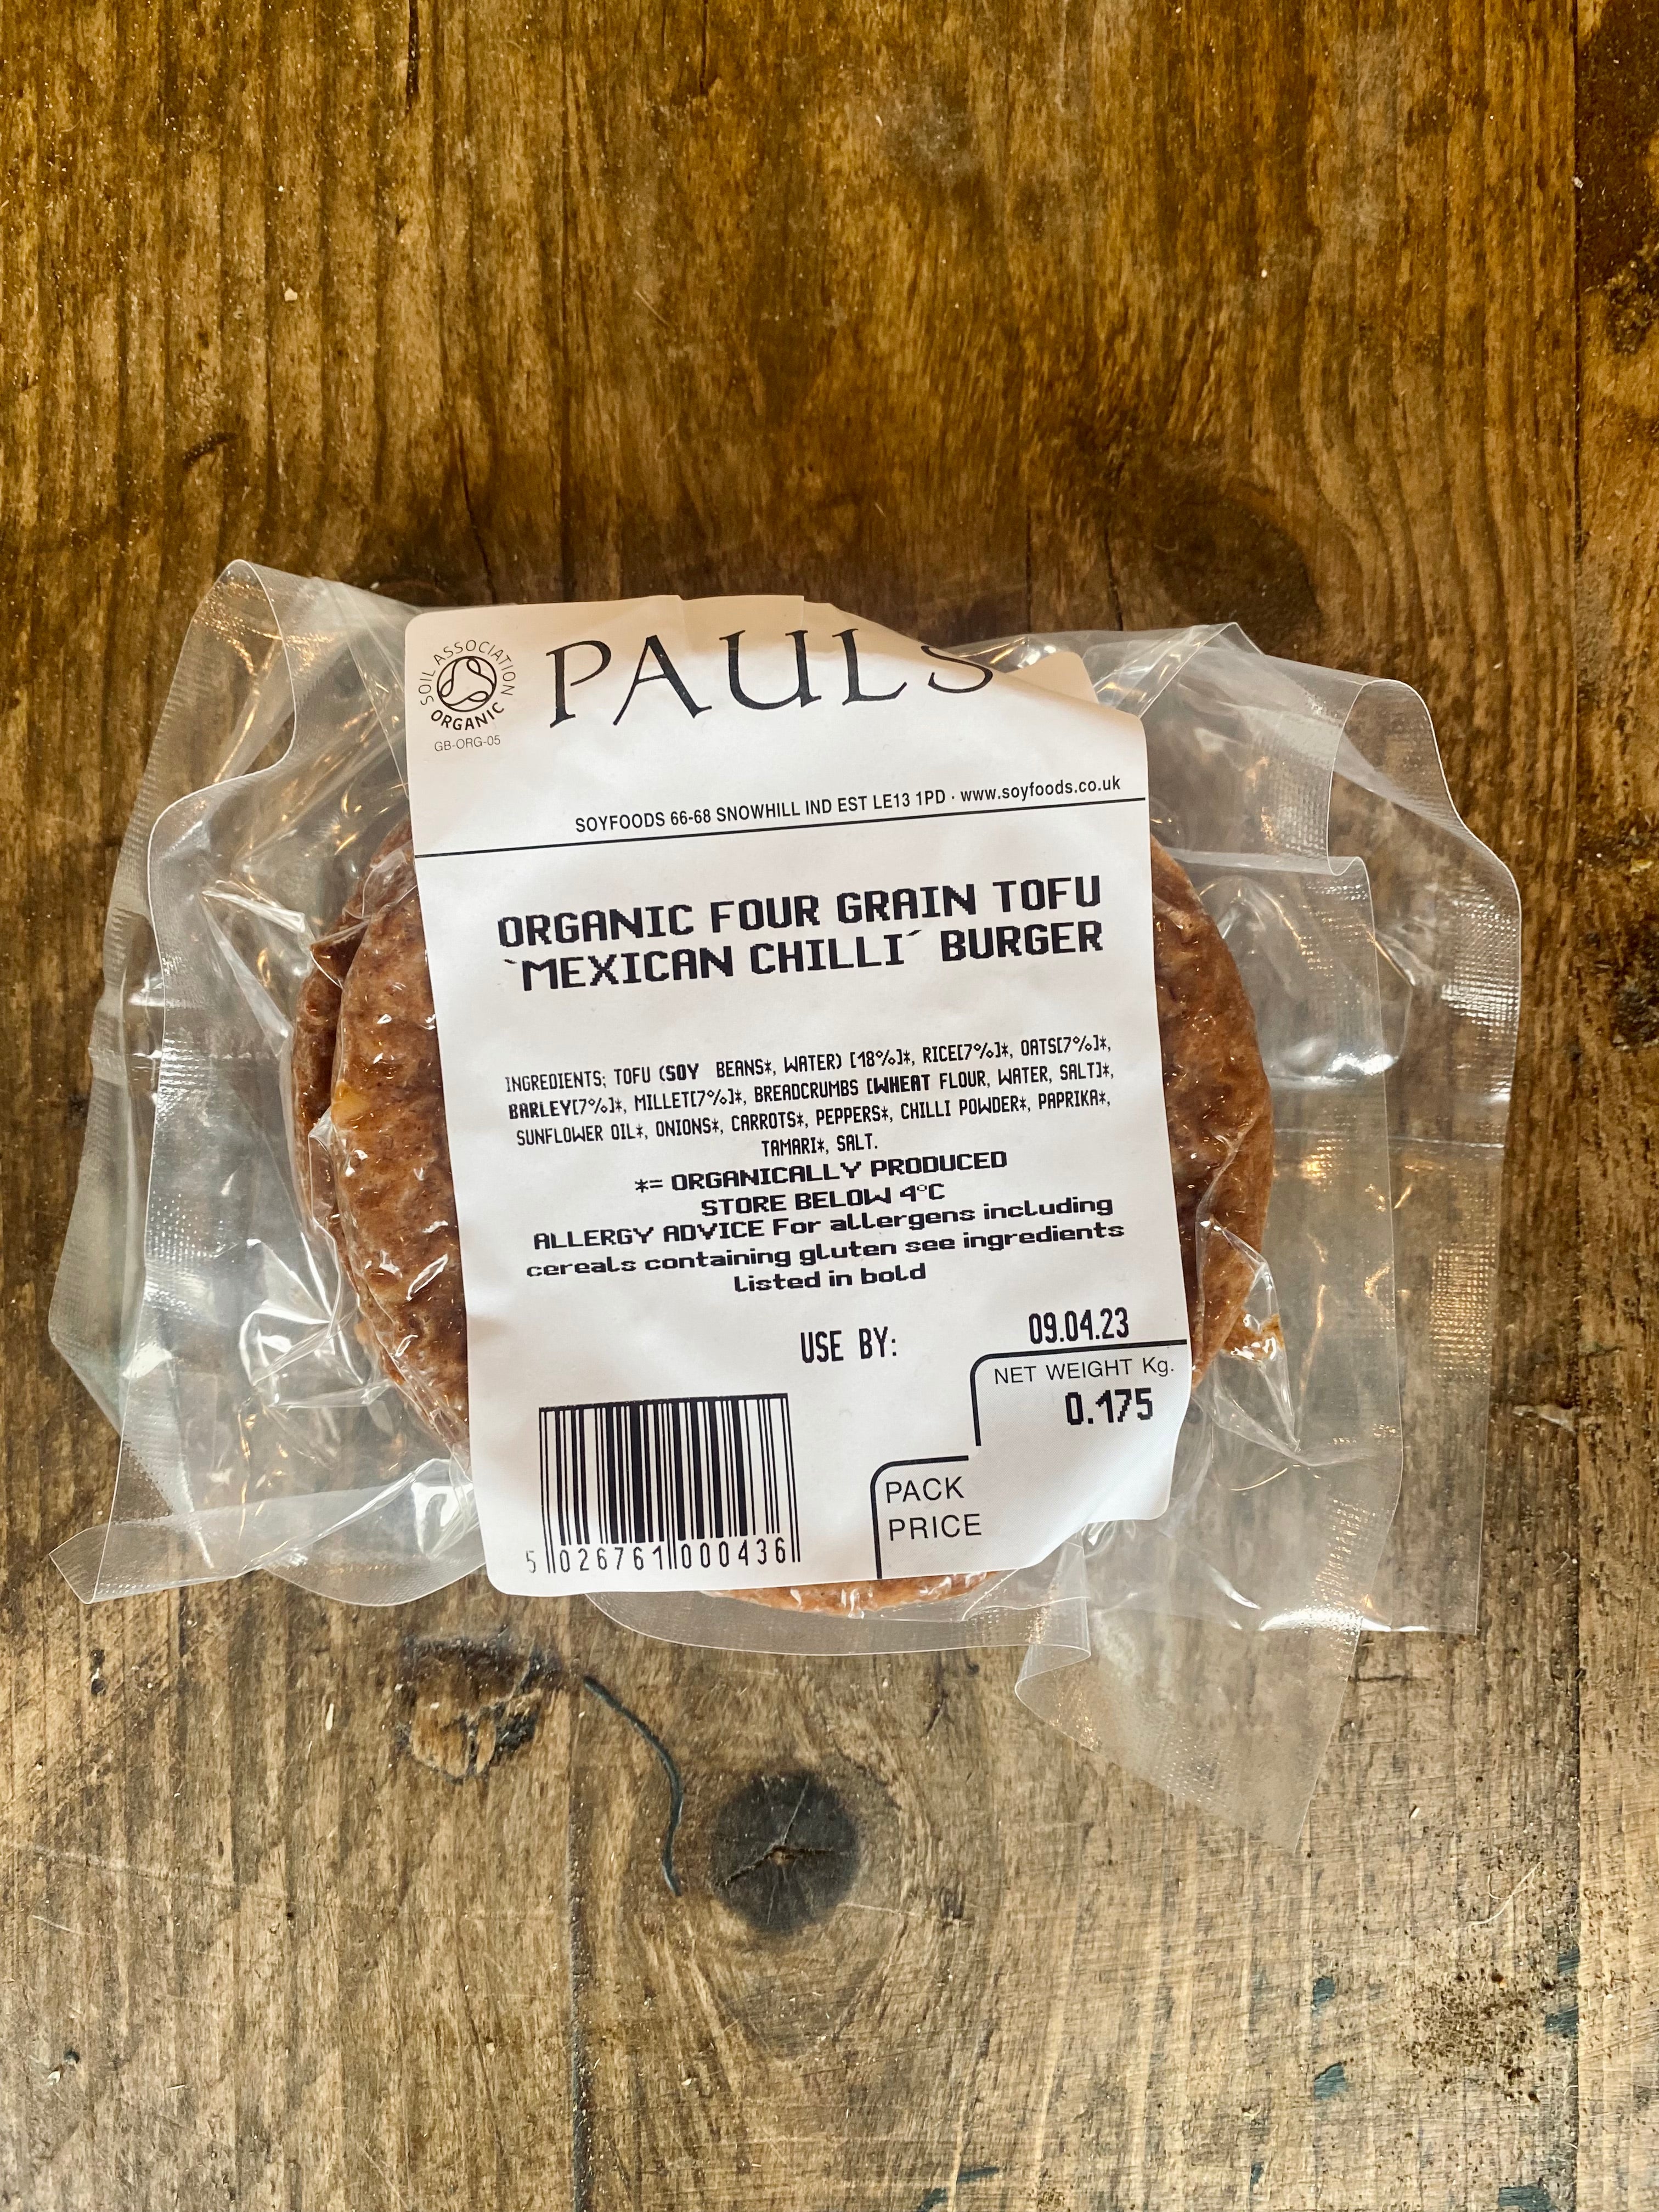 SOIL ASSOCIATION
ORGANIC
GB-ORG-05
PAULS
SOYFOODS 66-68 SNOWHILL IND EST LE13 1PD · www.soyfoods.co.uk
ORGANIC FOUR GRAIN TOFU
`MEXICAN CHILLI´ BURGER
INGREDIENTS; TOFU (SOY BEANS*, WATER) [18%]*, RICE[7%]*, OATS[7%]*,
BARLEY[7%]*, MILLET[7%]*, BREADCRUMBS [WHEAT FLOUR, WATER, SALT]*,
SUNFLOWER OIL*, ONIONS*, CARROTS*, PEPPERS*, CHILLI POWDER*, PAPRIKA*,
TAMARI*, SALT.
*= ORGANICALLY PRODUCED
STORE BELOW 4°C
ALLERGY ADVICE For allergens including
cereals containing gluten see ingredients
listed in bold
USE BY: 09.04.23
NET WEIGHT Kg.
0.175
PACK
PRICE
5 026761 000436